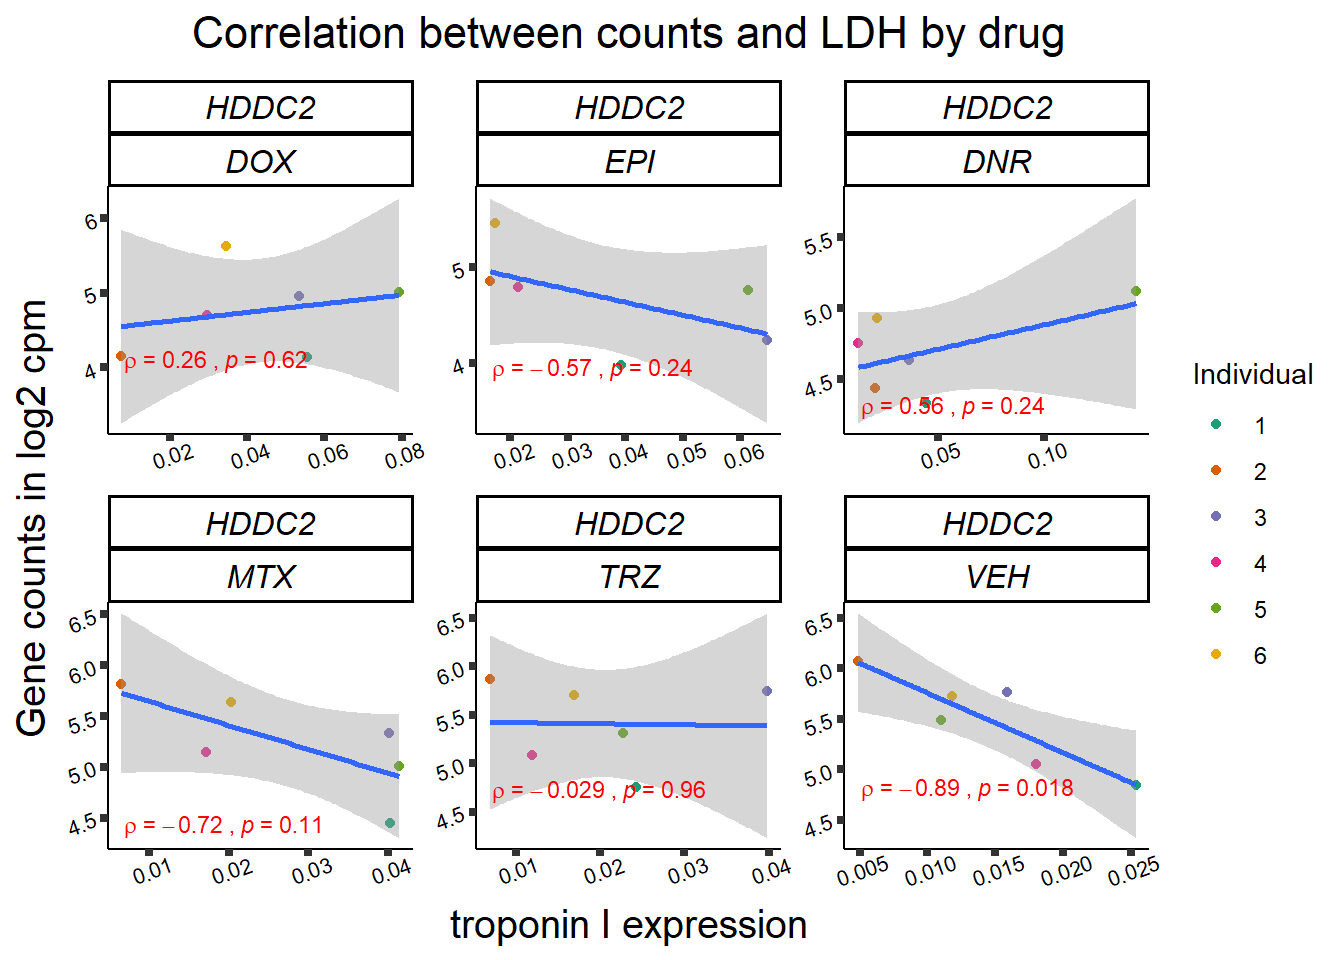 Correlation between counts and LDH by drug
HDDC2
DOX
6
5
4
ρ = 0.26 , p = 0.62
0.02 0.04 0.06 0.08
HDDC2
EPI
5
4
ρ = −0.57 , p = 0.24
0.02 0.03 0.04 0.05 0.06
HDDC2
DNR
5.5
5.0
4.5
ρ = 0.56 , p = 0.24
0.05 0.10
HDDC2
MTX
6.5
6.0
5.5
5.0
4.5
ρ = −0.72 , p = 0.11
0.01 0.02 0.03 0.04
HDDC2
TRZ
6.5
6.0
5.5
5.0
4.5
ρ = −0.029 , p = 0.96
0.01 0.02 0.03 0.04
HDDC2
VEH
6.5
6.0
5.5
5.0
4.5
ρ = −0.89 , p = 0.018
0.005 0.010 0.015 0.020 0.025
Gene counts in log2 cpm
troponin I expression
Individual
1
2
3
4
5
6